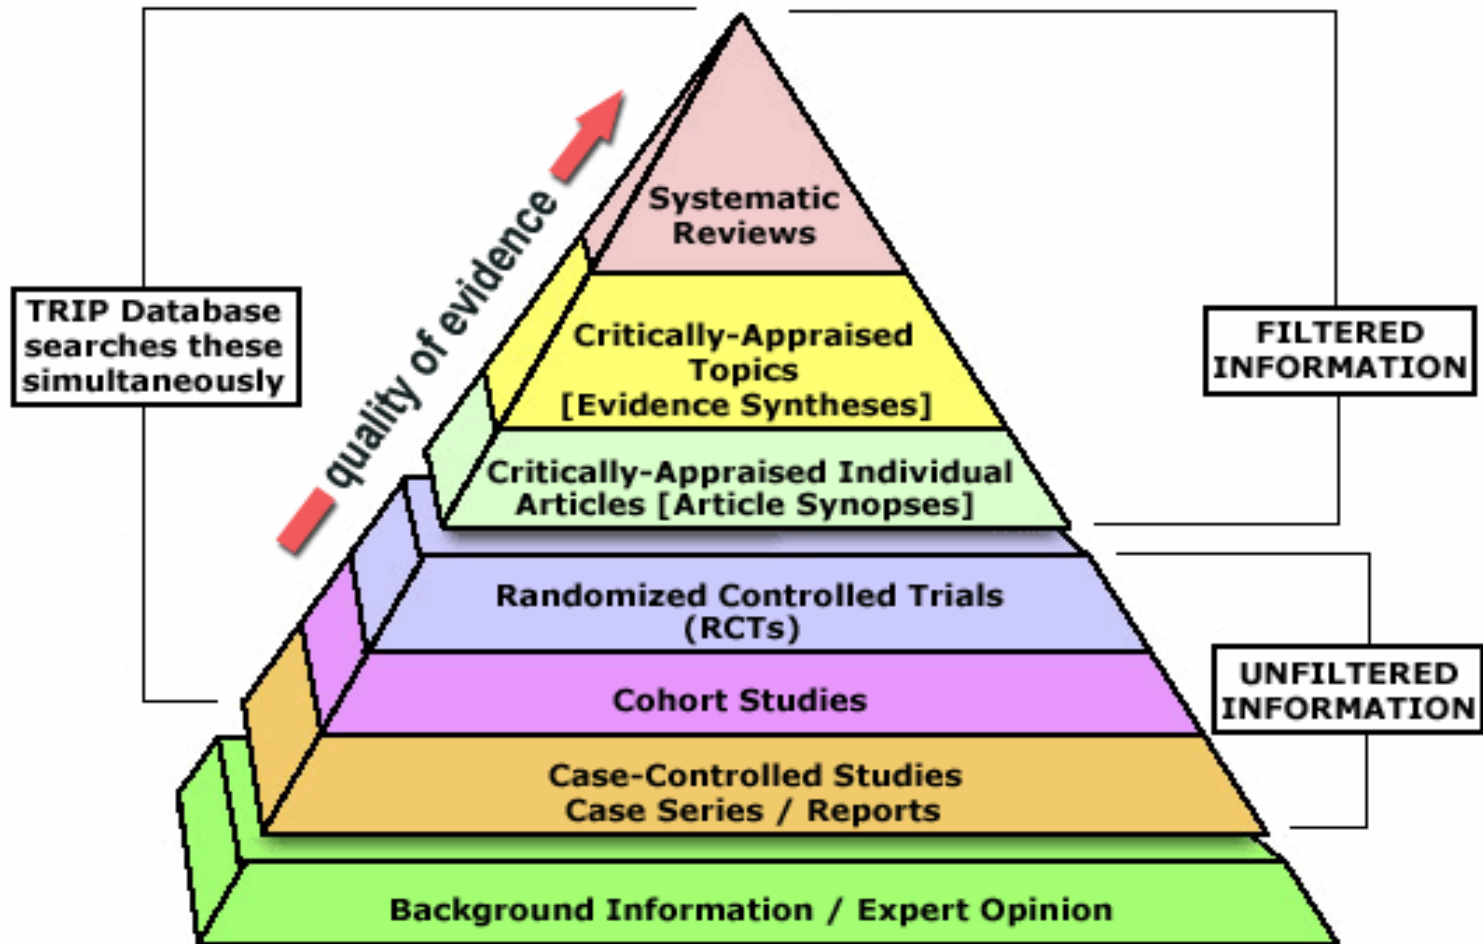 Systematic
Reviews
quality of evidence
TRIP Database
searches these
simultaneously
FILTERED
INFORMATION
Critically-Appraised
Topics
[Evidence Syntheses]
Critically-Appraised Individual
Articles [Article Synopses]
Randomized Controlled Trials
(RCTs)
UNFILTERED
INFORMATION
Cohort Studies
Case-Controlled Studies
Case Series / Reports
Background Information / Expert Opinion